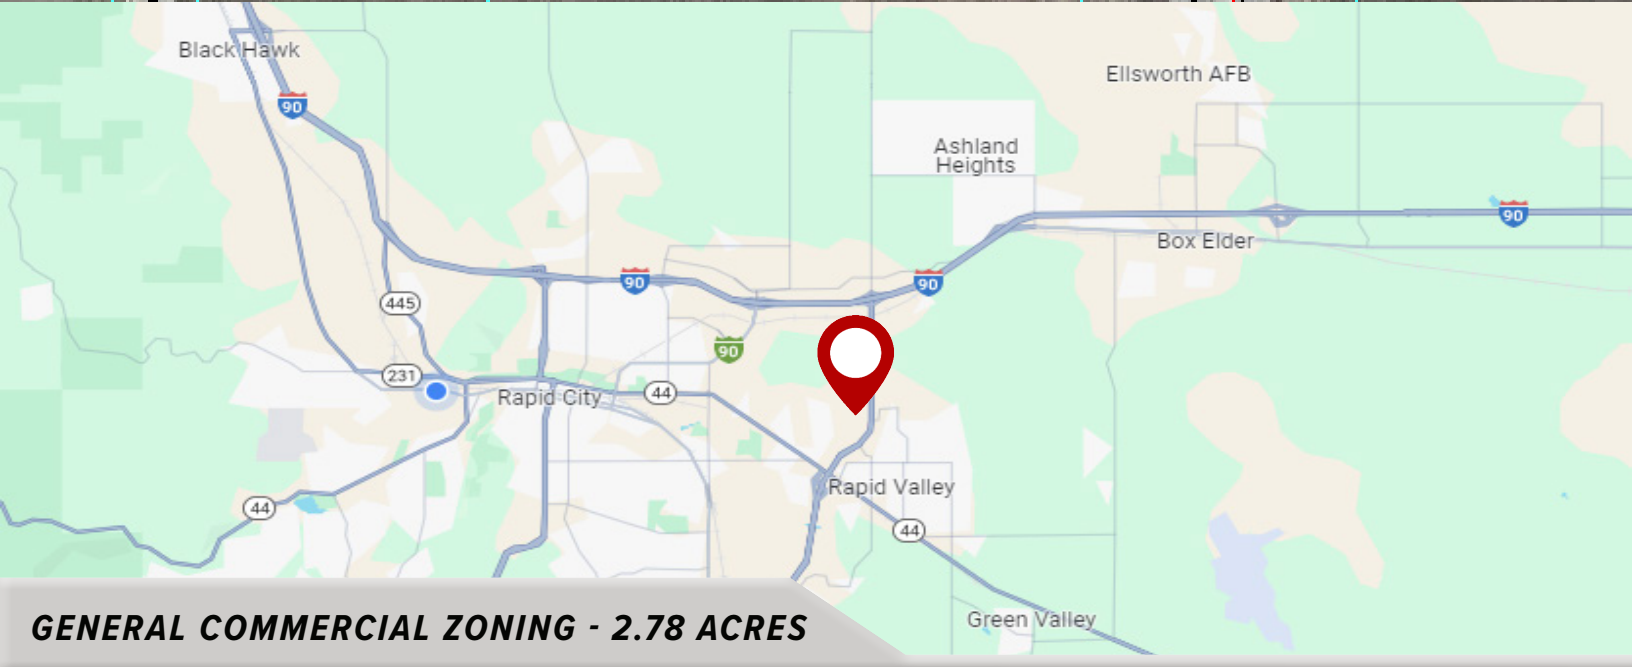 Black Hawk
Ellsworth AFB
90
Ashland
Heights
90
Box Elder
90
90
445
90
231
Rapid City
44
Rapid Valley
44
44
Green Valley
GENERAL COMMERCIAL ZONING - 2.78 ACRES